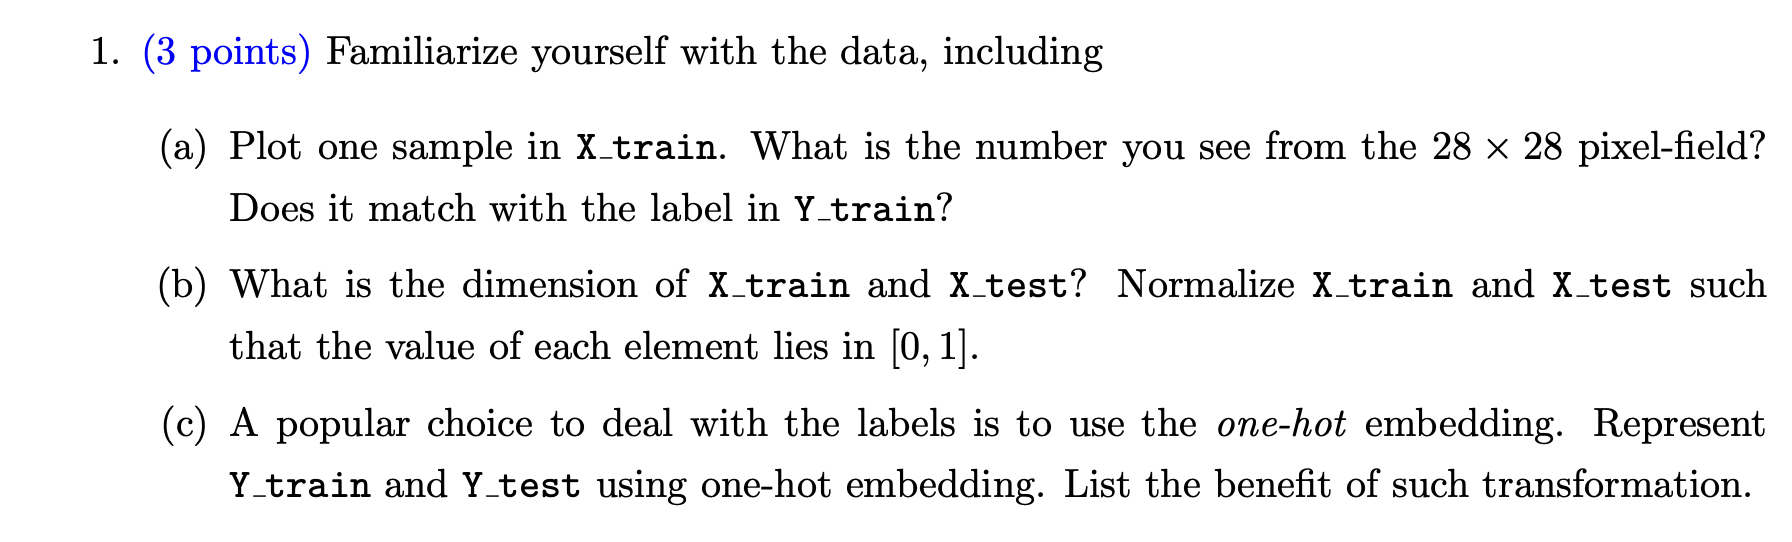 1. (3 points) Familiarize yourself with the data, including
(a) Plot one sample in X_train. What is the number you see from the 28 × 28 pixel-field?
Does it match with the label in Y_train?
(b) What is the dimension of X_train and X_test? Normalize X_train and X_test such
that the value of each element lies in [0, 1].
(c) A popular choice to deal with the labels is to use the one-hot embedding. Represent
Y_train and Y_test using one-hot embedding. List the benefit of such transformation.